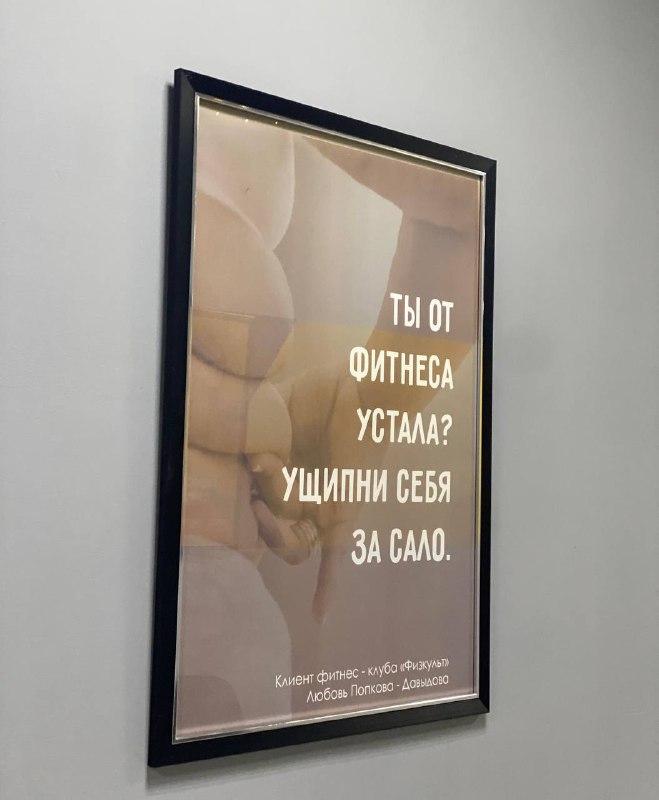 ТЫ ОТ
ФИТНЕСА
УСТАЛА?
УЩИПНИ СЕБЯ
ЗА САЛО.
Клиент фитнес - клуба «Физкульт»
Любовь Попкова - Давыдова